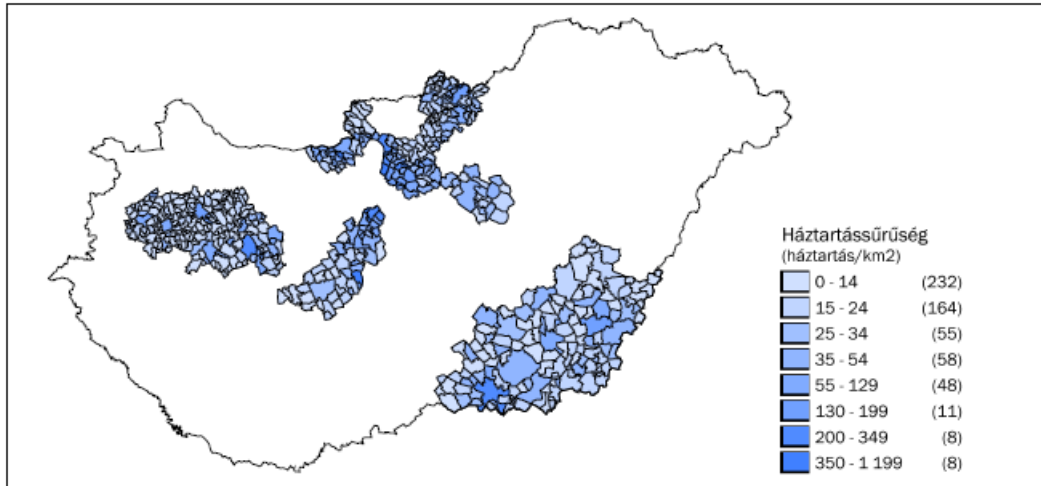 Háztartássűrűség
(háztartás/km2)
0 - 14 (232)
15 - 24 (164)
25 - 34 (55)
35 - 54 (58)
55 - 129 (48)
130 - 199 (11)
200 - 349 (8)
350 - 1 199 (8)